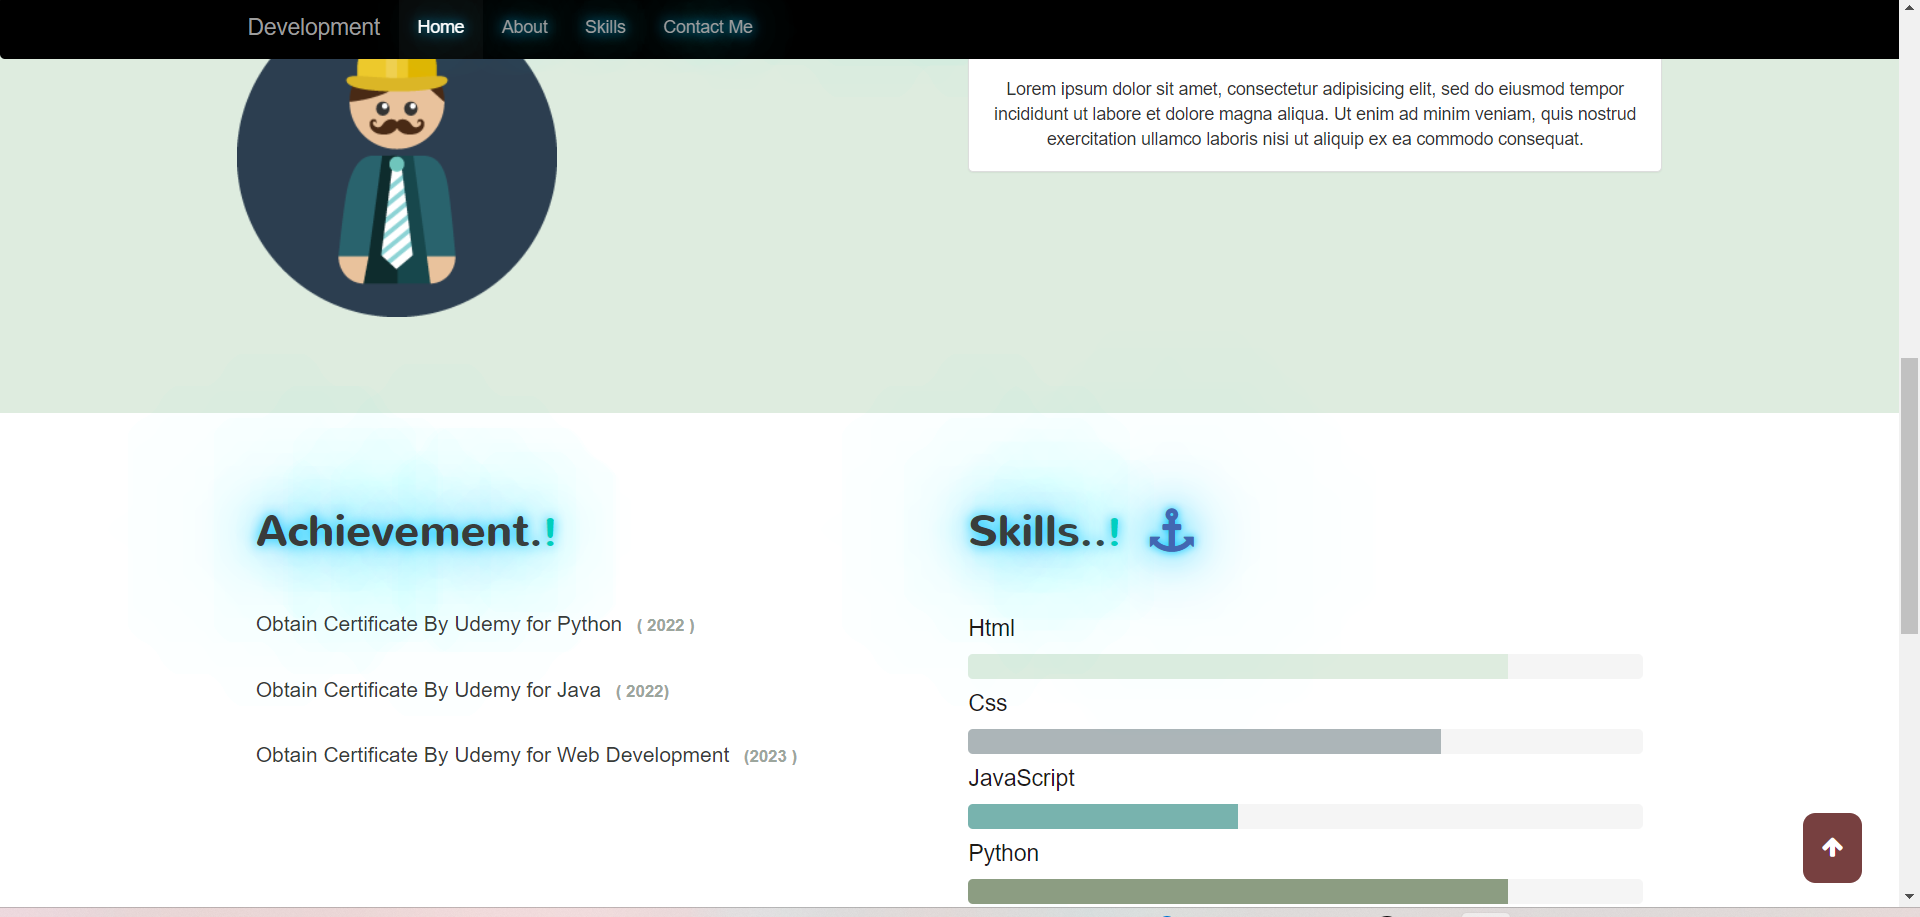 Development Home About Skills Contact Me
Lorem ipsum dolor sit amet, consectetur adipisicing elit, sed do eiusmod tempor
incididunt ut labore et dolore magna aliqua. Ut enim ad minim veniam, quis nostrud
exercitation ullamco laboris nisi ut aliquip ex ea commodo consequat.
Achievement.!
Obtain Certificate By Udemy for Python ( 2022 )
Obtain Certificate By Udemy for Java ( 2022)
Obtain Certificate By Udemy for Web Development (2023 )
Skills..!
Html
Css
JavaScript
Python